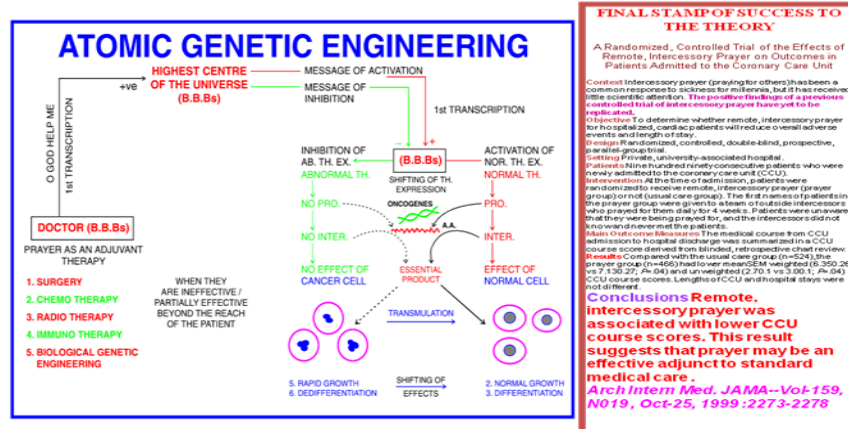 ATOMIC GENETIC ENGINEERING
+ve
HIGHEST CENTRE
OF THE UNIVERSE
(B.B.Bs)
MESSAGE OF ACTIVATION
MESSAGE OF
INHIBITION
O GOD HELP ME
1st TRANSCRIPTION
1st TRANSCRIPTION
INHIBITION OF
AB. TH. EX.
ABNORMAL TH.
NO PRO.
NO INTER.
NO EFFECT OF
CANCER CELL
–
+
(B.B.Bs)
SHIFTING OF TH.
EXPRESSION
ONCOGENES
A.A.
ESSENTIAL
PRODUCT
ACTIVATION OF
NOR. TH. EX.
NORMAL TH.
PRO.
INTER.
EFFECT OF
NORMAL CELL
DOCTOR (B.B.Bs)
PRAYER AS AN ADJUVANT
THERAPY
1. SURGERY
2. CHEMO THERAPY
3. RADIO THERAPY
4. IMMUNO THERAPY
5. BIOLOGICAL GENETIC
ENGINEERING
WHEN THEY
ARE INEFFECTIVE /
PARTIALLY EFFECTIVE
BEYOND THE REACH
OF THE PATIENT
TRANSMULATION
5. RAPID GROWTH
6. DEDIFFERENTIATION
SHIFTING OF
EFFECTS
2. NORMAL GROWTH
3. DIFFERENTIATION
FINAL STAMP OF SUCCESS TO
THE THEORY
A Randomized, Controlled Trial of the Effects of
Remote, Intercessory Prayer on Outcomes in
Patients Admitted to the Coronary Care Unit
Context Intercessory prayer (praying for others) has been a
common response to sickness for millennia, but it has received
little scientific attention. The positive findings of a previous
controlled trial of intercessory prayer have yet to be
replicated.
Objective To determine whether remote, intercessory prayer
for hospitalized, cardiac patients will reduce overall adverse
events and length of stay.
Design Randomized, controlled, double-blind, prospective,
parallel-group trial.
Setting Private, university-associated hospital.
Patients Nine hundred ninety consecutive patients who were
newly admitted to the coronary care unit (CCU).
Intervention At the time of admission, patients were
randomized to receive remote, intercessory prayer (prayer
group) or not (usual care group). The first names of patients in
the prayer group were given to a team of outside intercessors
who prayed for them daily for 4 weeks. Patients were unaware
that they were being prayed for, and the intercessors did not
know and never met the patients.
Main Outcome Measures The medical course from CCU
admission to hospital discharge was summarized in a CCU
course score derived from blinded, retrospective chart review.
Results Compared with the usual care group (n=524), the
prayer group (n=466) had lower mean SEM weighted (6.35 0.26
vs 7.13 0.27; P=.04) and unweighted (2.7 0.1 vs 3.0 0.1; P=.04)
CCU course scores. Lengths of CCU and hospital stays were
not different.
Conclusions Remote.
intercessory prayer was
associated with lower CCU
course scores. This result
suggests that prayer may be an
effective adjunct to standard
medical care .
Arch Intern Med. JAMA--Vol-159,
N019 , Oct-25, 1999 :2273-2278